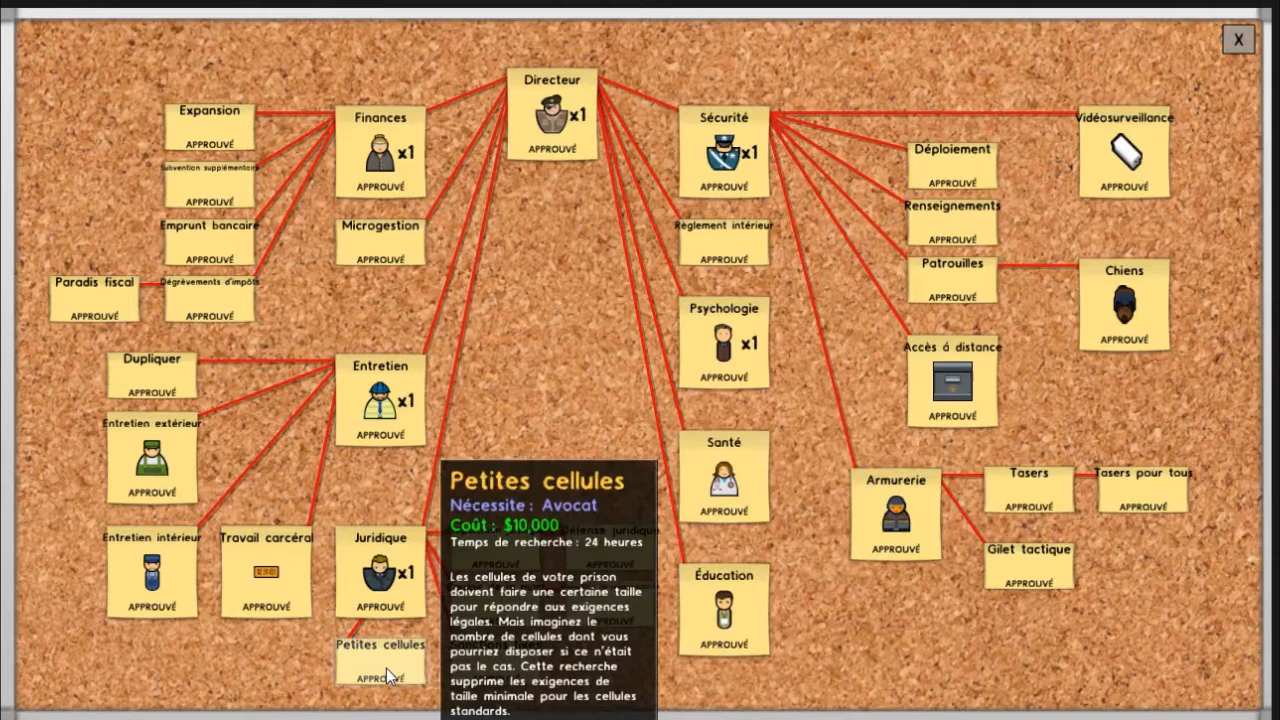 X
Directeur
x1
APPROUVÉ
Expansion
APPROUVÉ
Subvention supplémentaire
APPROUVÉ
Emprunt bancaire
APPROUVÉ
Paradis fiscal
APPROUVÉ
Dégrèvements d'impôts
APPROUVÉ
Finances
x1
APPROUVÉ
Microgestion
APPROUVÉ
Dupliquer
APPROUVÉ
Entretien
x1
APPROUVÉ
Entretien extérieur
APPROUVÉ
Entretien intérieur
APPROUVÉ
Travail carcéral
APPROUVÉ
Juridique
x1
APPROUVÉ
Petites cellules
APPROUVÉ
Petites cellules
Nécessite : Avocat
Coût : $10,000
Temps de recherche : 24 heures
Les cellules de votre prison
doivent faire une certaine taille
pour répondre aux exigences
légales. Mais imaginez le
nombre de cellules dont vous
pourriez disposer si ce n'était
pas le cas. Cette recherche
supprime les exigences de
taille minimale pour les cellules
standards.
Défense juridique
APPROUVÉ
APPROUVÉ
Sécurité
x1
APPROUVÉ
Règlement intérieur
APPROUVÉ
Psychologie
x1
APPROUVÉ
Santé
APPROUVÉ
Éducation
APPROUVÉ
Vidéosurveillance
APPROUVÉ
Déploiement
APPROUVÉ
Renseignements
APPROUVÉ
Patrouilles
APPROUVÉ
Chiens
APPROUVÉ
Accès à distance
APPROUVÉ
Armurerie
APPROUVÉ
Tasers
APPROUVÉ
Tasers pour tous
APPROUVÉ
Gilet tactique
APPROUVÉ